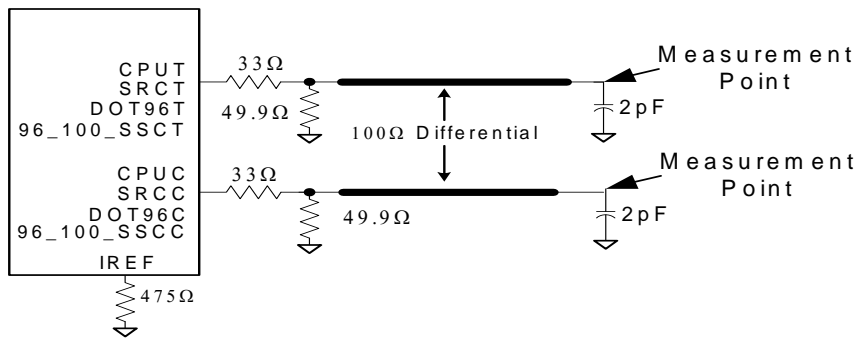 CPUT
SRCT
DOT96T
96_100_SSCT
33Ω
49.9Ω
Measurement
Point
2pF
100Ω Differential
CPUC
SRCC
DOT96C
96_100_SSCC
33Ω
49.9Ω
Measurement
Point
2pF
IREF
475Ω